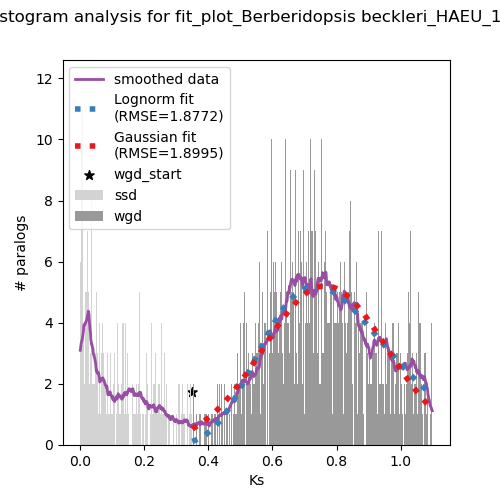 stogram analysis for fit_plot_Berberidopsis beckleri_HAEU_1
smoothed data
Lognorm fit
(RMSE=1.8772)
Gaussian fit
(RMSE=1.8995)
wgd_start
ssd
wgd
# paralogs
12
10
8
6
4
2
0
0.0 0.2 0.4 0.6 0.8 1.0
Ks